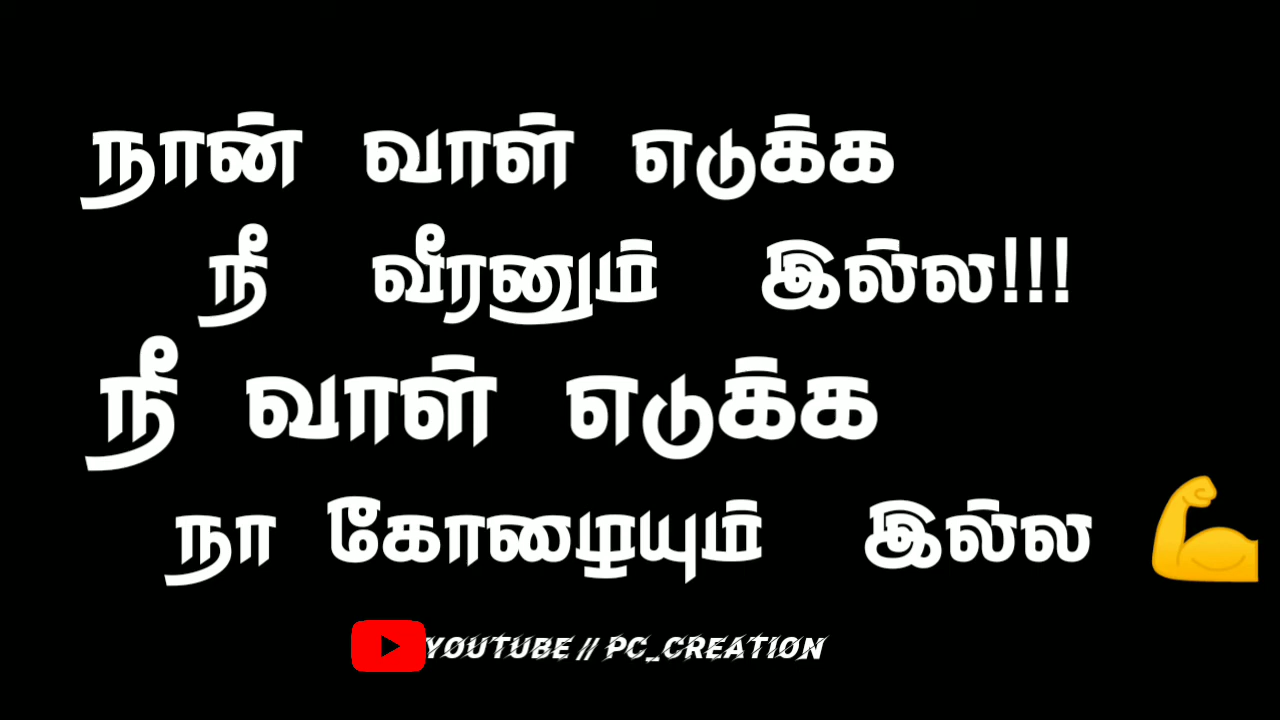 நான் வாள் எடுக்க
நீ வீரனும் இல்ல!!!
நீ வாள் எடுக்க
நா கோழையும் இல்ல 💪
YOUTUBE // PC_CREATION